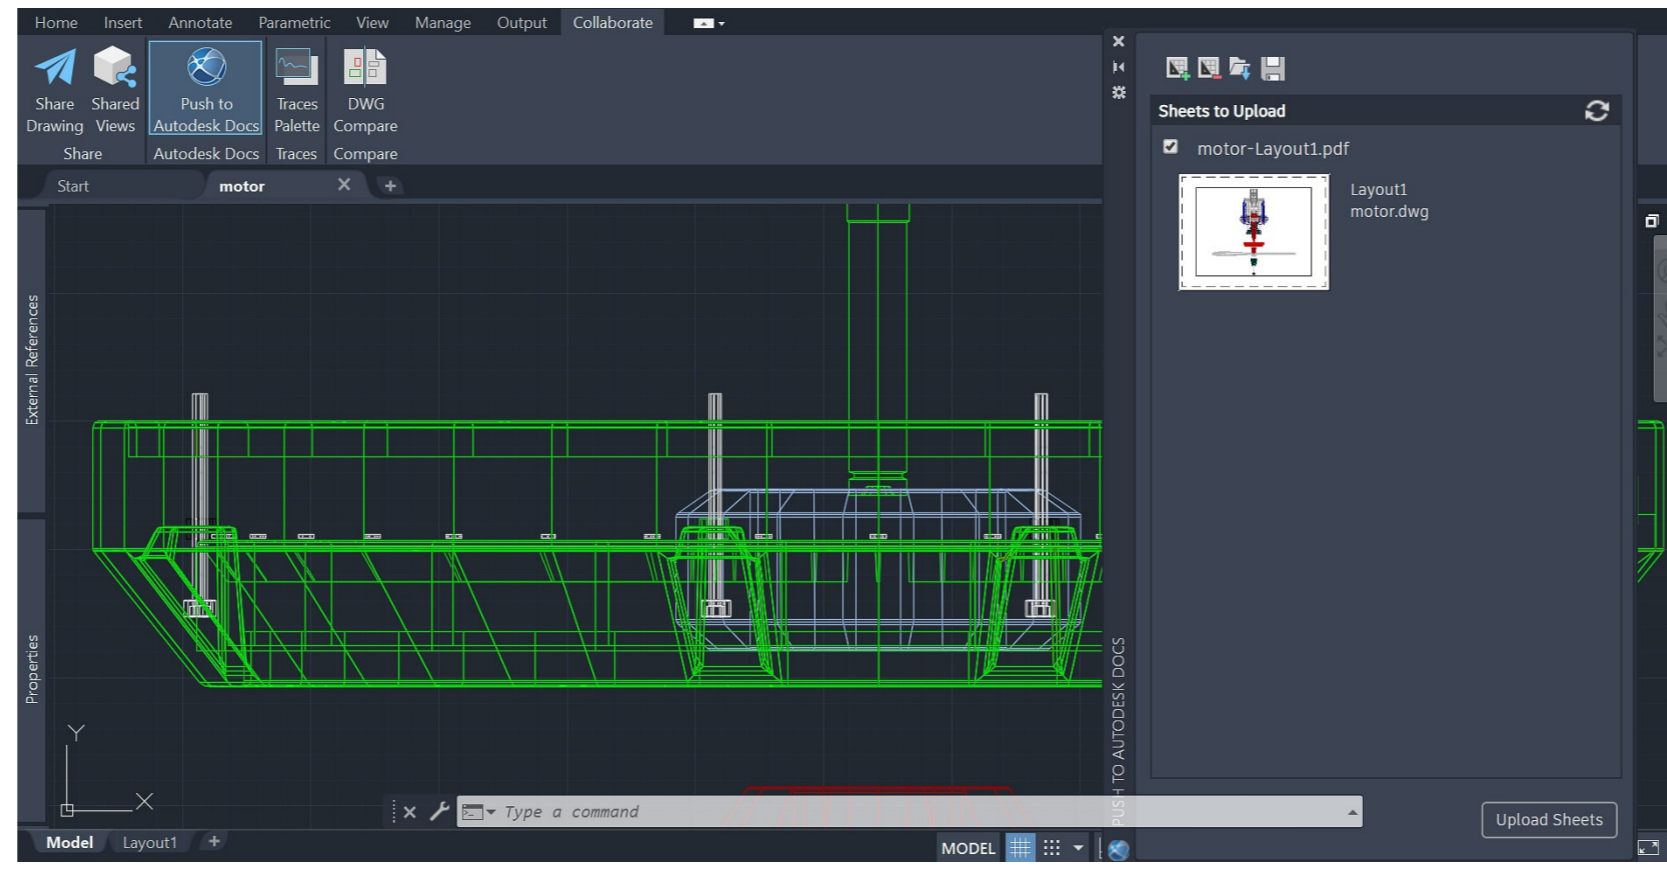 Home Insert Annotate Parametric View Manage Output Collaborate
Share Drawing
Shared Views
Push to Autodesk Docs
Traces Palette
DWG Compare
Share Autodesk Docs Traces Compare
Start motor
External References
Properties
Y
X
Type a command
Model Layout1
MODEL
PUSH TO AUTODESK DOCS
Sheets to Upload
motor-Layout1.pdf
Layout1
motor.dwg
Upload Sheets